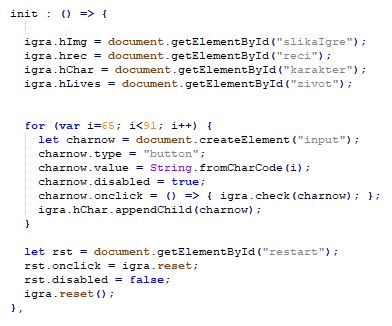 init : () => {
igra.hImg = document.getElementById("slikaIgre");
igra.hrec = document.getElementById("reci");
igra.hChar = document.getElementById("karakter");
igra.hLives = document.getElementById("zivot");
for (var i=65; i<91; i++) {
let charnow = document.createElement("input");
charnow.type = "button";
charnow.value = String.fromCharCode(i);
charnow.disabled = true;
charnow.onclick = () => { igra.check(charnow); };
igra.hChar.appendChild(charnow);
}
let rst = document.getElementById("restart");
rst.onclick = igra.reset;
rst.disabled = false;
igra.reset();
},